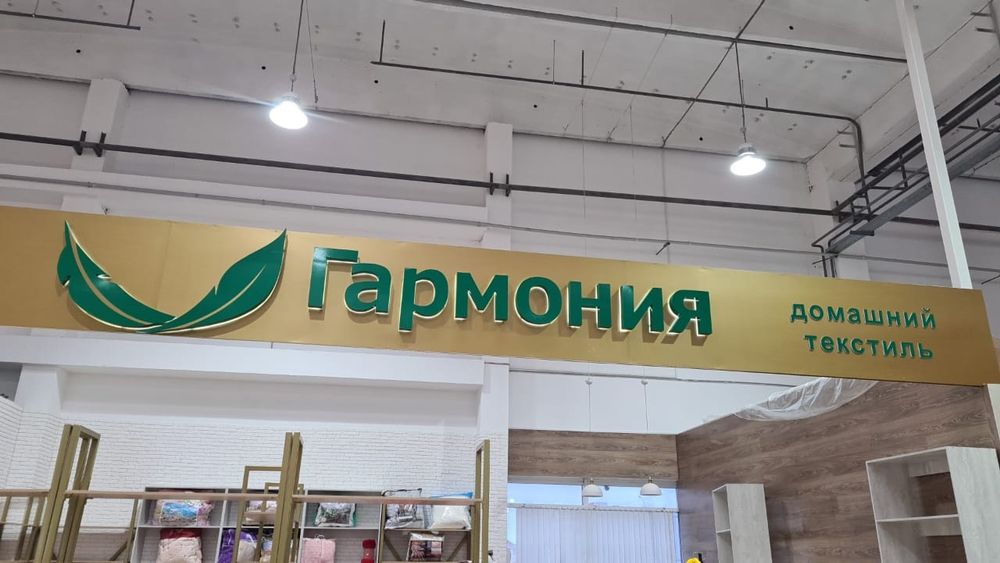 Гармония
домашний
текстиль